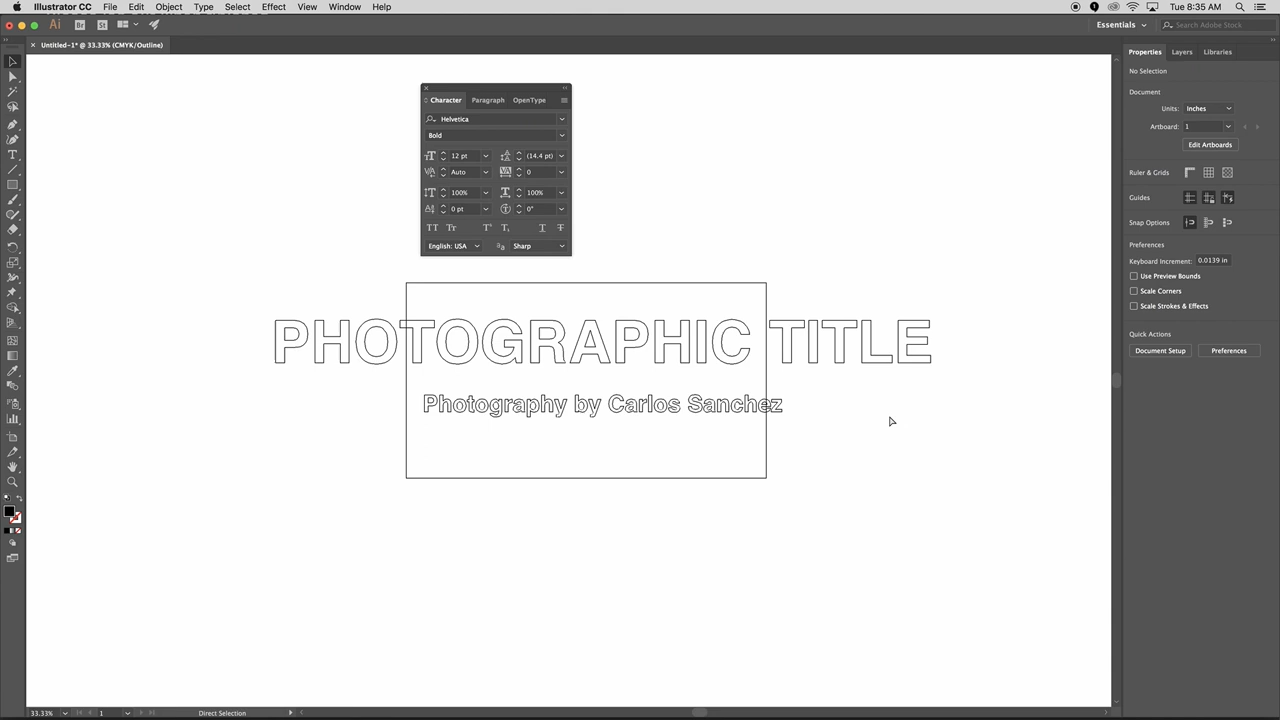 Illustrator CC File Edit Object Type Select Effect View Window Help
Tue 8:35 AM
Ai Br St
Essentials
Search Adobe Stock
Untitled-1* @ 33.33% (CMYK/Outline)
Character Paragraph OpenType
Helvetica
Bold
12 pt (14.4 pt)
Auto 0
100% 100%
0 pt 0°
English: USA Sharp
PHOTOGRAPHIC TITLE
Photography by Carlos Sanchez
Properties Layers Libraries
No Selection
Document
Units: Inches
Artboard: 1
Edit Artboards
Ruler & Grids
Guides
Snap Options
Preferences
Keyboard Increment: 0.0139 in
Use Preview Bounds
Scale Corners
Scale Strokes & Effects
Quick Actions
Document Setup Preferences
33.33% 1 Direct Selection